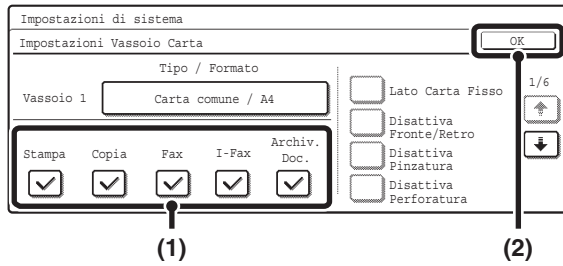 Impostazioni di sistema
Impostazioni Vassoio Carta
OK
Tipo / Formato
Vassoio 1
Carta comune / A4
Lato Carta Fisso
Disattiva
Fronte/Retro
Disattiva
Pinzatura
Disattiva
Perforatura
1/6
Stampa
Copia
Fax
I-Fax
Archiv.
Doc.
(1)
(2)